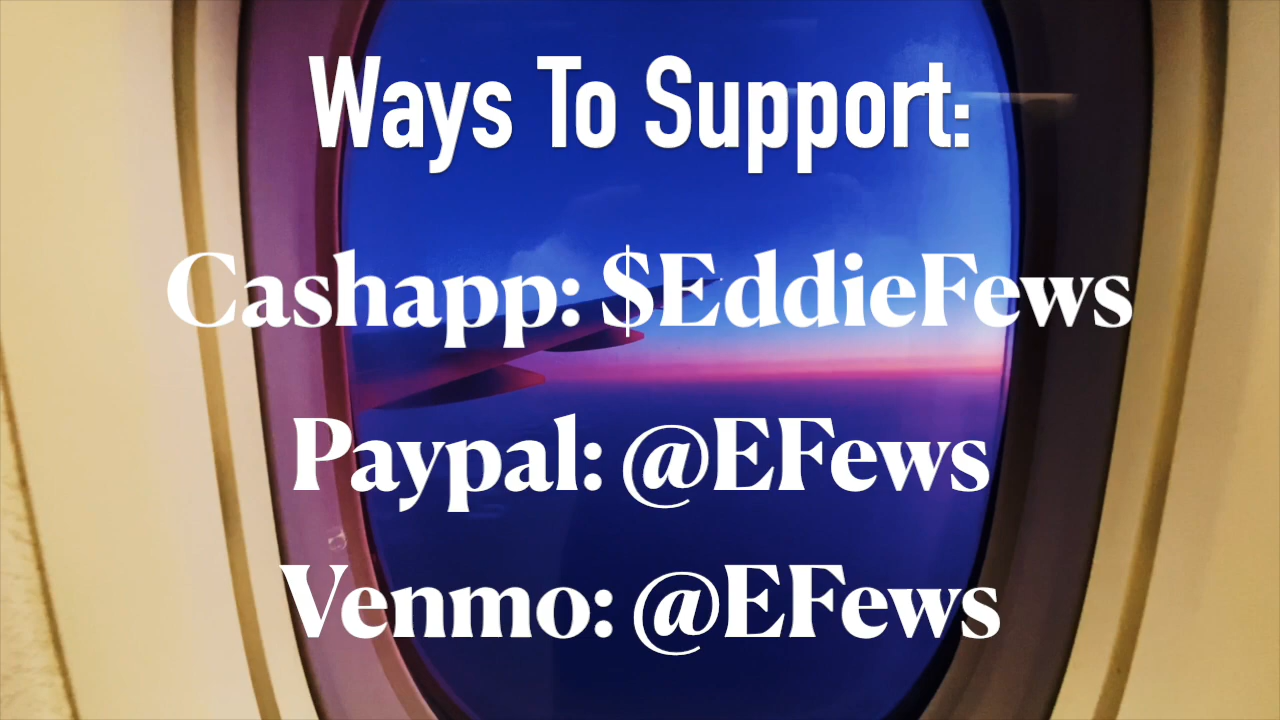 Ways To Support:
Cashapp: $EddieFews
Paypal: @EFews
Venmo: @EFews